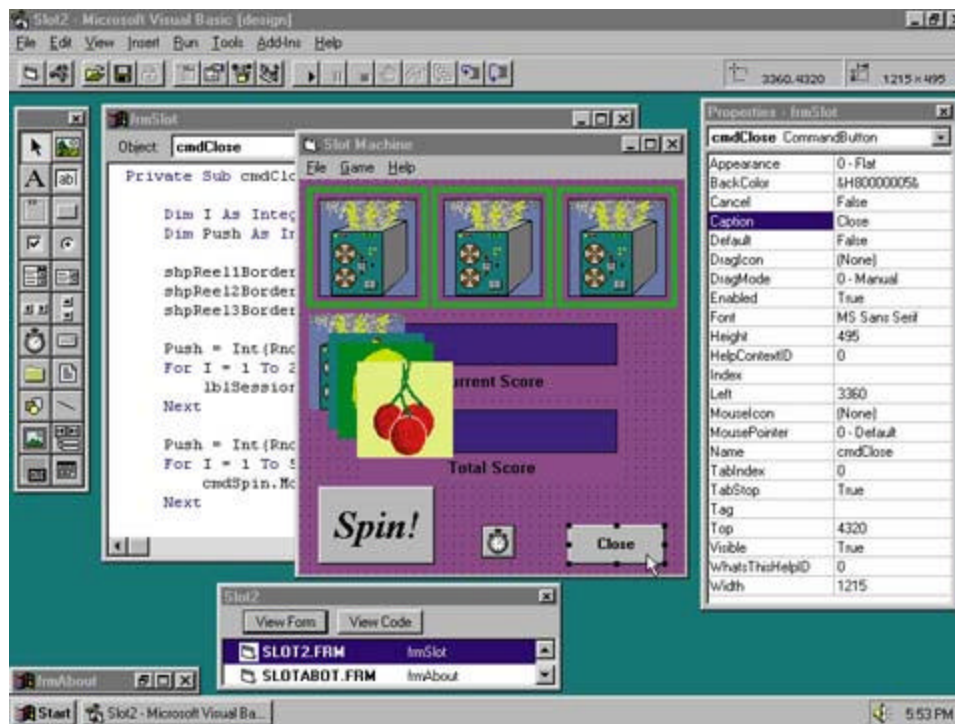 Slot2 - Microsoft Visual Basic [design]
File Edit View Insert Run Tools Add-Ins Help
3360,4320 1215 × 495
frmSlot
Object: cmdClose
Private Sub cmdClo
Dim I As Integ
Dim Push As In
shpReel1Border
shpReel2Border
shpReel3Border
Push = Int(Rnd
For I = 1 To 2
lblSession
Next
Push = Int(Rnd
For I = 1 To 5
cmdSpin.Mo
Next
Slot Machine
File Game Help
urrent Score
Total Score
Spin!
Close
Properties - frmSlot
cmdClose CommandButton
Appearance 0 - Flat
BackColor &H80000005&
Cancel False
Caption Close
Default False
DragIcon (None)
DragMode 0 - Manual
Enabled True
Font MS Sans Serif
Height 495
HelpContextID 0
Index
Left 3360
MouseIcon (None)
MousePointer 0 - Default
Name cmdClose
TabIndex 0
TabStop True
Tag
Top 4320
Visible True
WhatsThisHelpID 0
Width 1215
Slot2
View Form View Code
SLOT2.FRM frmSlot
SLOTABOT.FRM frmAbout
frmAbout
Start Slot2 - Microsoft Visual Ba... 5:53 PM